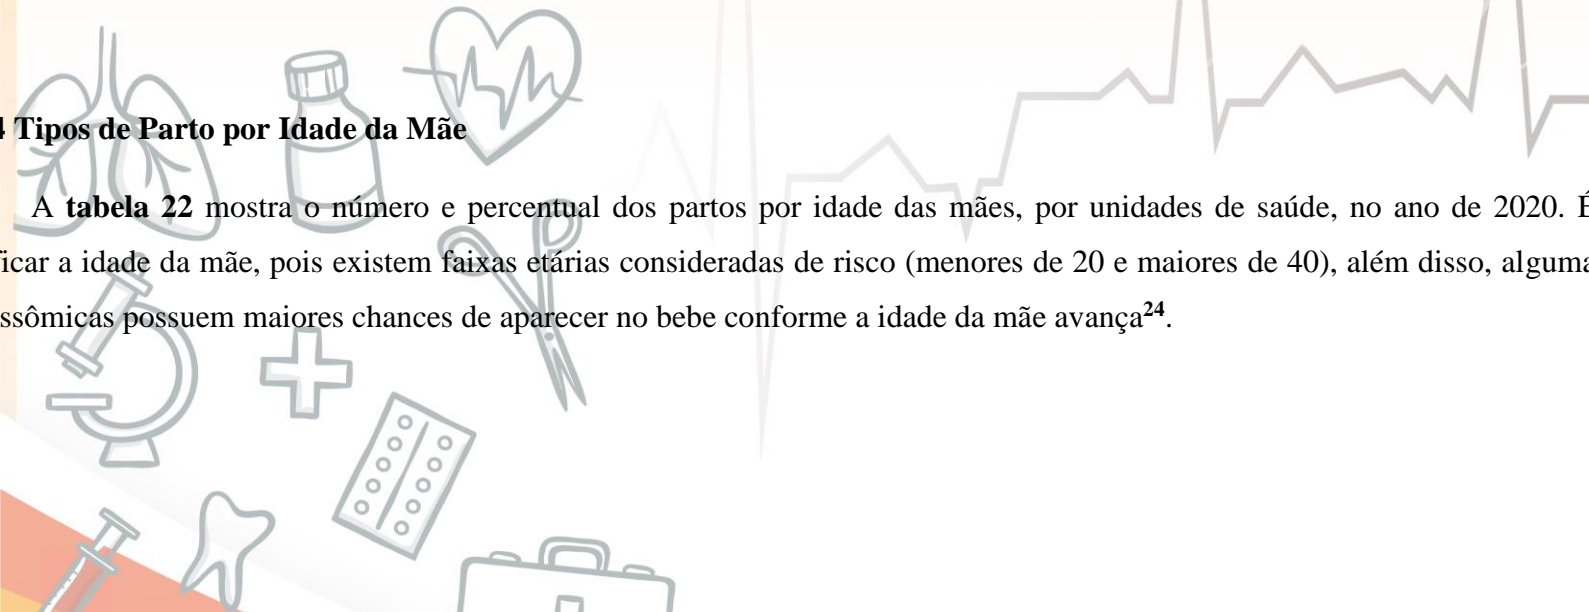 4 Tipos de Parto por Idade da Mãe
A tabela 22 mostra o número e percentual dos partos por idade das mães, por unidades de saúde, no ano de 2020. É
ficar a idade da mãe, pois existem faixas etárias consideradas de risco (menores de 20 e maiores de 40), além disso, alguma
ssômicas possuem maiores chances de aparecer no bebe conforme a idade da mãe avança24.